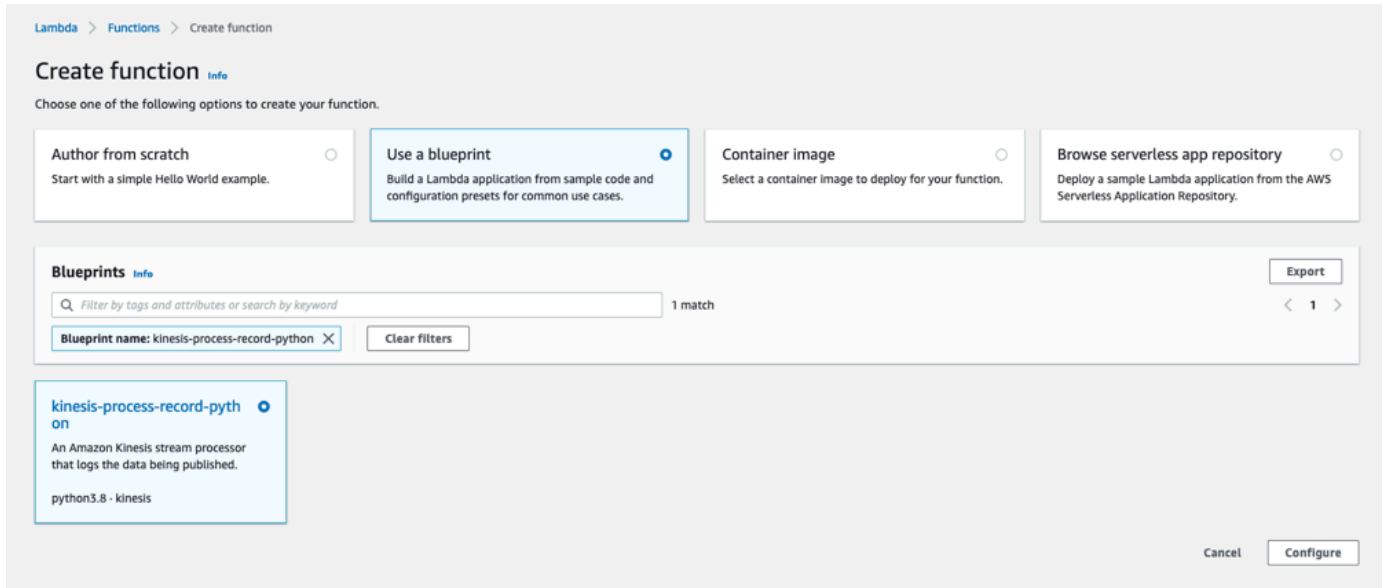 Lambda > Functions > Create function
Create function Info
Choose one of the following options to create your function.
Author from scratch
Start with a simple Hello World example.
Use a blueprint
Build a Lambda application from sample code and
configuration presets for common use cases.
Container image
Select a container image to deploy for your function.
Browse serverless app repository
Deploy a sample Lambda application from the AWS
Serverless Application Repository.
Blueprints Info
Export
Filter by tags and attributes or search by keyword
1 match
< 1 >
Blueprint name: kinesis-process-record-python X
Clear filters
kinesis-process-record-pyth
on
An Amazon Kinesis stream processor
that logs the data being published.
python3.8 · kinesis
Cancel
Configure